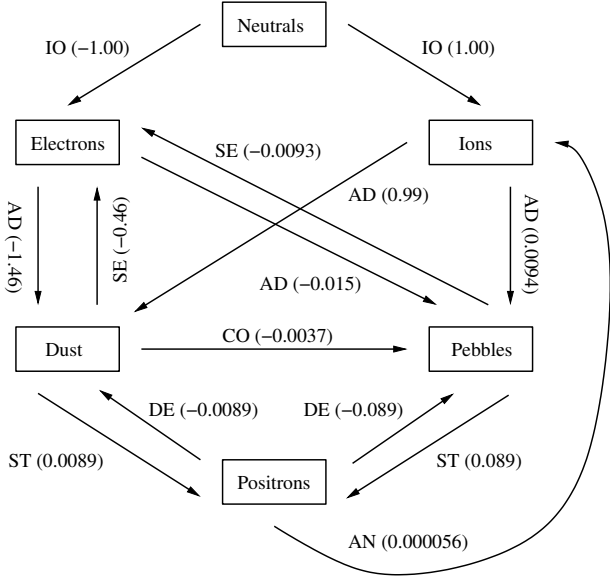 Neutrals
IO (−1.00)
IO (1.00)
Electrons
SE (−0.0093)
Ions
AD (0.99)
AD (−1.46)
SE (−0.46)
AD (0.0094)
AD (−0.015)
Dust
CO (−0.0037)
Pebbles
DE (−0.0089)
DE (−0.089)
ST (0.0089)
ST (0.089)
Positrons
AN (0.000056)